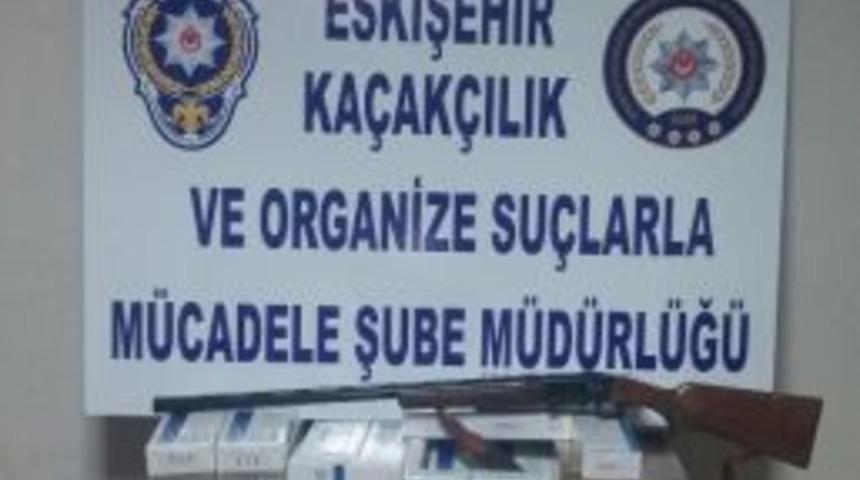 ESKİŞEHİR
KAÇAKÇILIK
VE ORGANİZE SUÇLARLA
MÜCADELE ŞUBE MÜDÜRLÜĞÜ